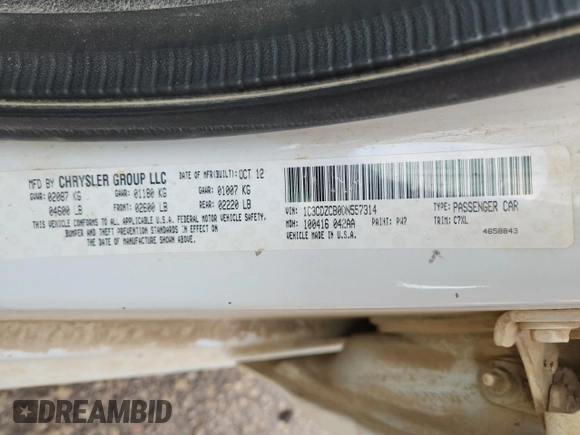 MFD BY CHRYSLER GROUP LLC DATE OF MFR(BUILT): OCT 12
GVWR: 02087 KG GAWR: 01180 KG GAWR: 01007 KG
04600 LB FRONT: 02600 LB REAR: 02220 LB
THIS VEHICLE CONFORMS TO ALL APPLICABLE U.S.A. FEDERAL MOTOR VEHICLE SAFETY,
BUMPER AND THEFT PREVENTION STANDARDS IN EFFECT
ON THE DATE OF MANUFACTURE SHOWN ABOVE.
VIN: 1C3CDZCB0DN557314 TYPE: PASSENGER CAR
MDH: 100416 042AA PAINT: PW7 TRIM: C7XL
VEHICLE MADE IN U.S.A. 4658843
DREAMBID